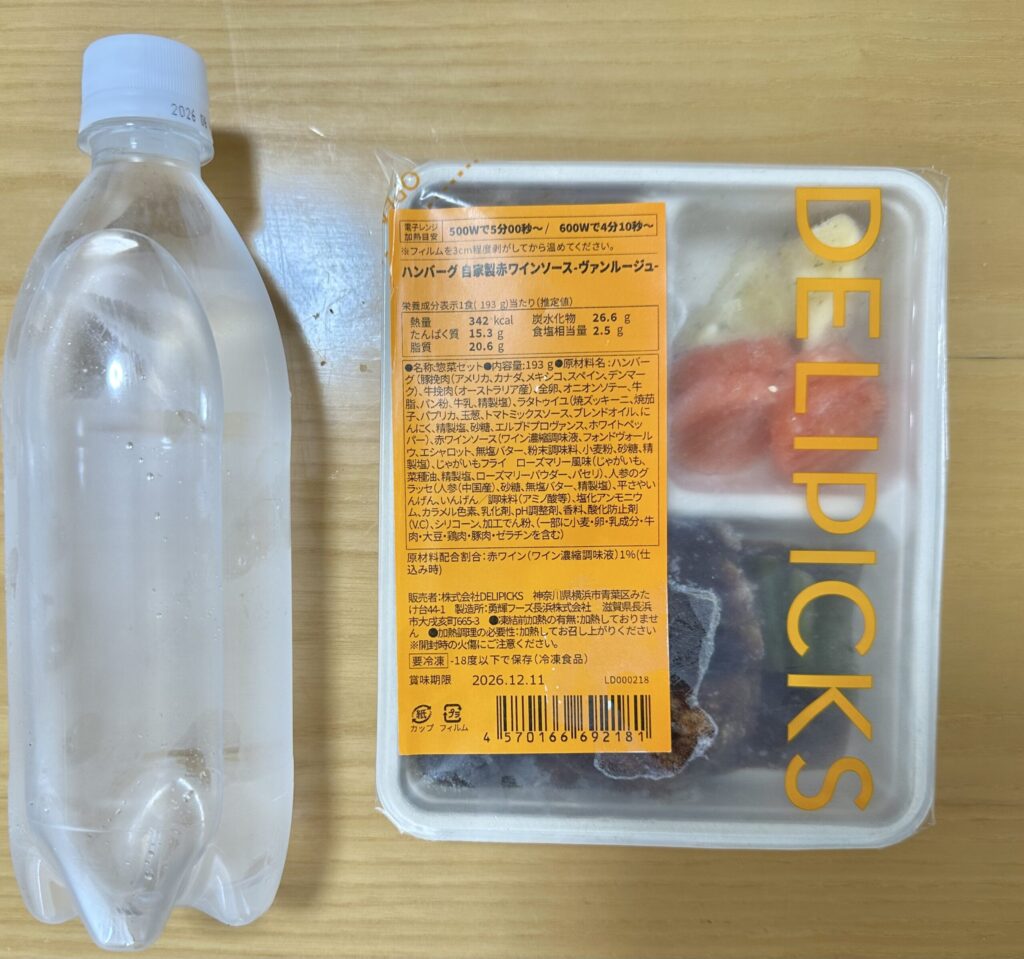 2026 06
DELIPICKS
電子レンジ
加熱目安
500Wで5分00秒〜/ 600Wで4分10秒〜
※フィルムを3cm程度剥がしてから温めてください。
ハンバーグ 自家製赤ワインソース-ヴァンルージュ-
栄養成分表示1食( 193 g)当たり(推定値)
熱量 342 kcal 炭水化物 26.6 g
たんぱく質 15.3 g 食塩相当量 2.5 g
脂質 20.6 g
●名称:惣菜セット●内容量:193 g●原材料名:ハンバー
グ(豚挽肉(アメリカ、カナダ、メキシコ、スペイン、デンマー
ク)、牛挽肉(オーストラリア産)、全卵、オニオンソテー、牛
脂、パン粉、牛乳、精製塩)、ラタトゥイユ(焼ズッキーニ、焼茄
子、パプリカ、玉葱、トマトミックスソース、ブレンドオイル、に
んにく、精製塩、砂糖、エルブドプロヴァンス、ホワイトペッ
パー)、赤ワインソース(ワイン濃縮調味液、フォンドヴォール
ウ、エシャロット、無塩バター、粉末調味料、小麦粉、砂糖、精
製塩)、じゃがいもフライ ローズマリー風味(じゃがいも、
菜種油、精製塩、ローズマリーパウダー、パセリ)、人参のグ
ラッセ(人参(中国産)、砂糖、無塩バター、精製塩)、平さやい
んげん、いんげん/調味料(アミノ酸等)、塩化アンモニウ
ム、カラメル色素、乳化剤、pH調整剤、香料、酸化防止剤
(V.C)、シリコーン、加工でん粉、(一部に小麦・卵・乳成分・牛
肉・大豆・鶏肉・豚肉・ゼラチンを含む)
原材料配合割合:赤ワイン(ワイン濃縮調味液)1%(仕
込み時)
販売者:株式会社DELIPICKS 神奈川県横浜市青葉区みた
け台44-1 製造所:勇輝フーズ長浜株式会社 滋賀県長浜
市大戌亥町665-3 ●凍結前加熱の有無:加熱しておりませ
ん ●加熱調理の必要性:加熱してお召し上がりください
※開封時の火傷にご注意ください。
要冷凍 -18度以下で保存(冷凍食品)
賞味期限 2026.12.11 LD000218
紙 プラ
カップ フィルム
4 570166 692181